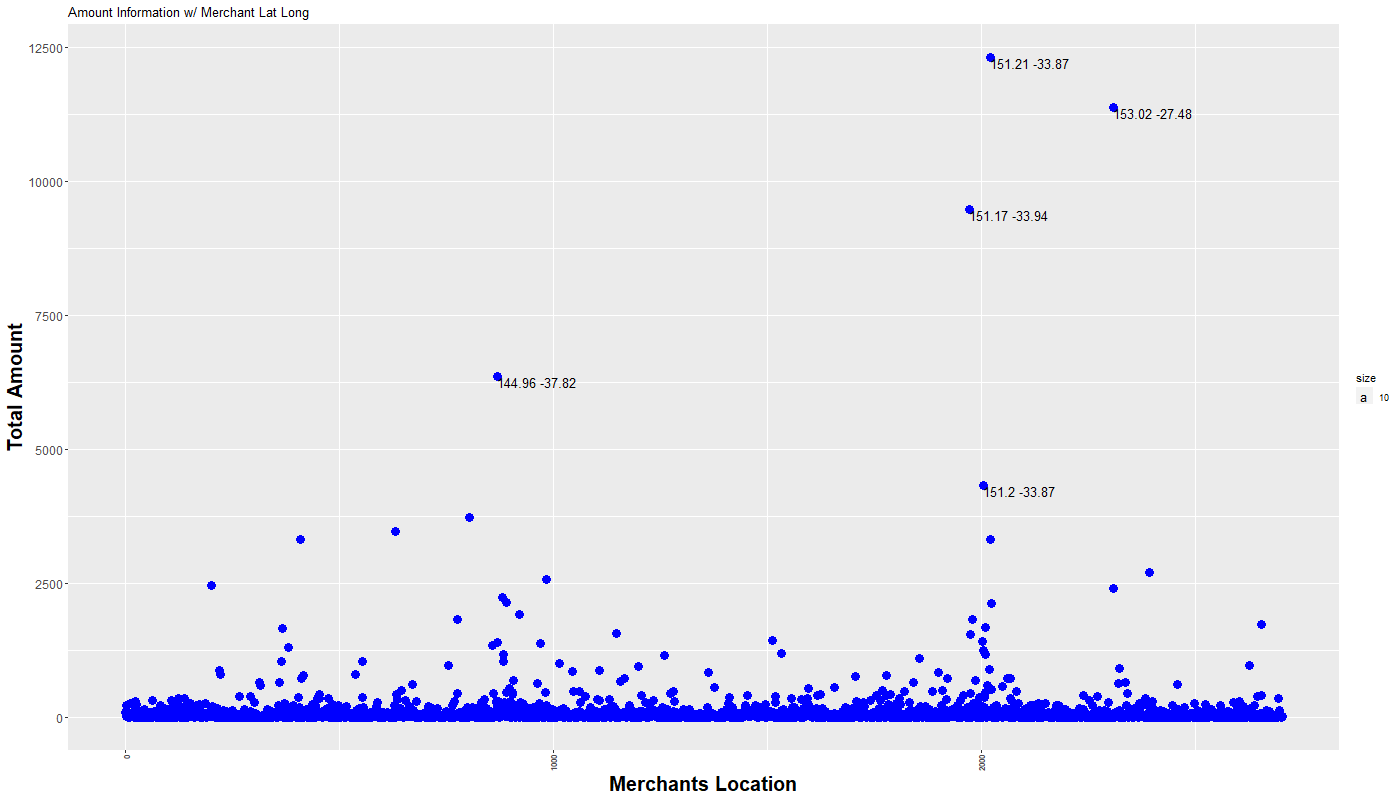 Amount Information w/ Merchant Lat Long
12500
151.21 -33.87
153.02 -27.48
10000
151.17 -33.94
7500
144.96 -37.82
size
a 10
5000
151.2 -33.87
2500
0
Total Amount
0
1000
2000
Merchants Location